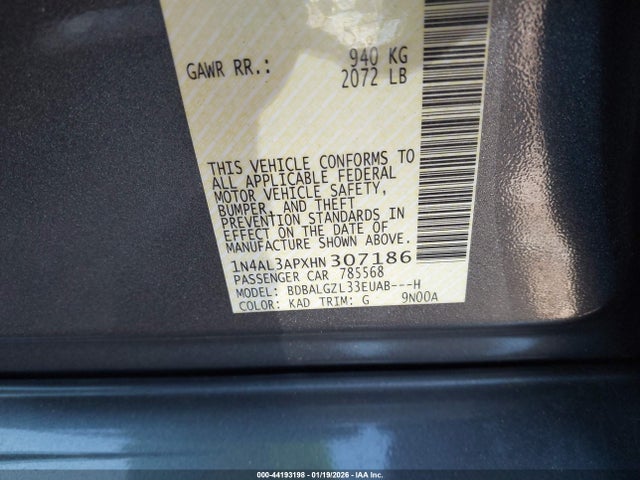 GAWR RR.: 940 KG
2072 LB
THIS VEHICLE CONFORMS TO
ALL APPLICABLE FEDERAL
MOTOR VEHICLE SAFETY,
BUMPER, AND THEFT
PREVENTION STANDARDS IN
EFFECT ON THE DATE OF
MANUFACTURE SHOWN ABOVE.
1N4AL3APXHN307186
PASSENGER CAR 785568
MODEL: BDBALGZL33EUAB---H
COLOR: KAD TRIM: G 9N00A
000-44193198 - 01/19/2026 - IAA Inc.